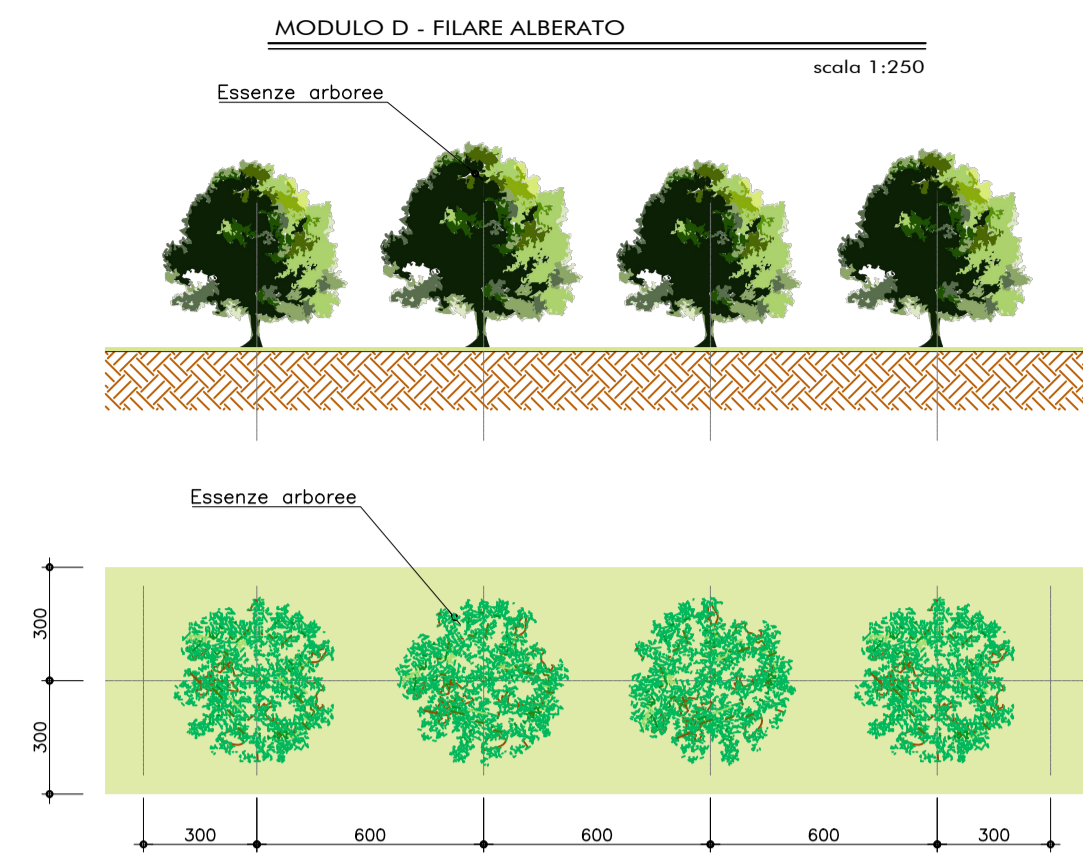 MODULO D - FILARE ALBERATO
scala 1:250
Essenze arboree
Essenze arboree
300
300
300 600 600 600 300